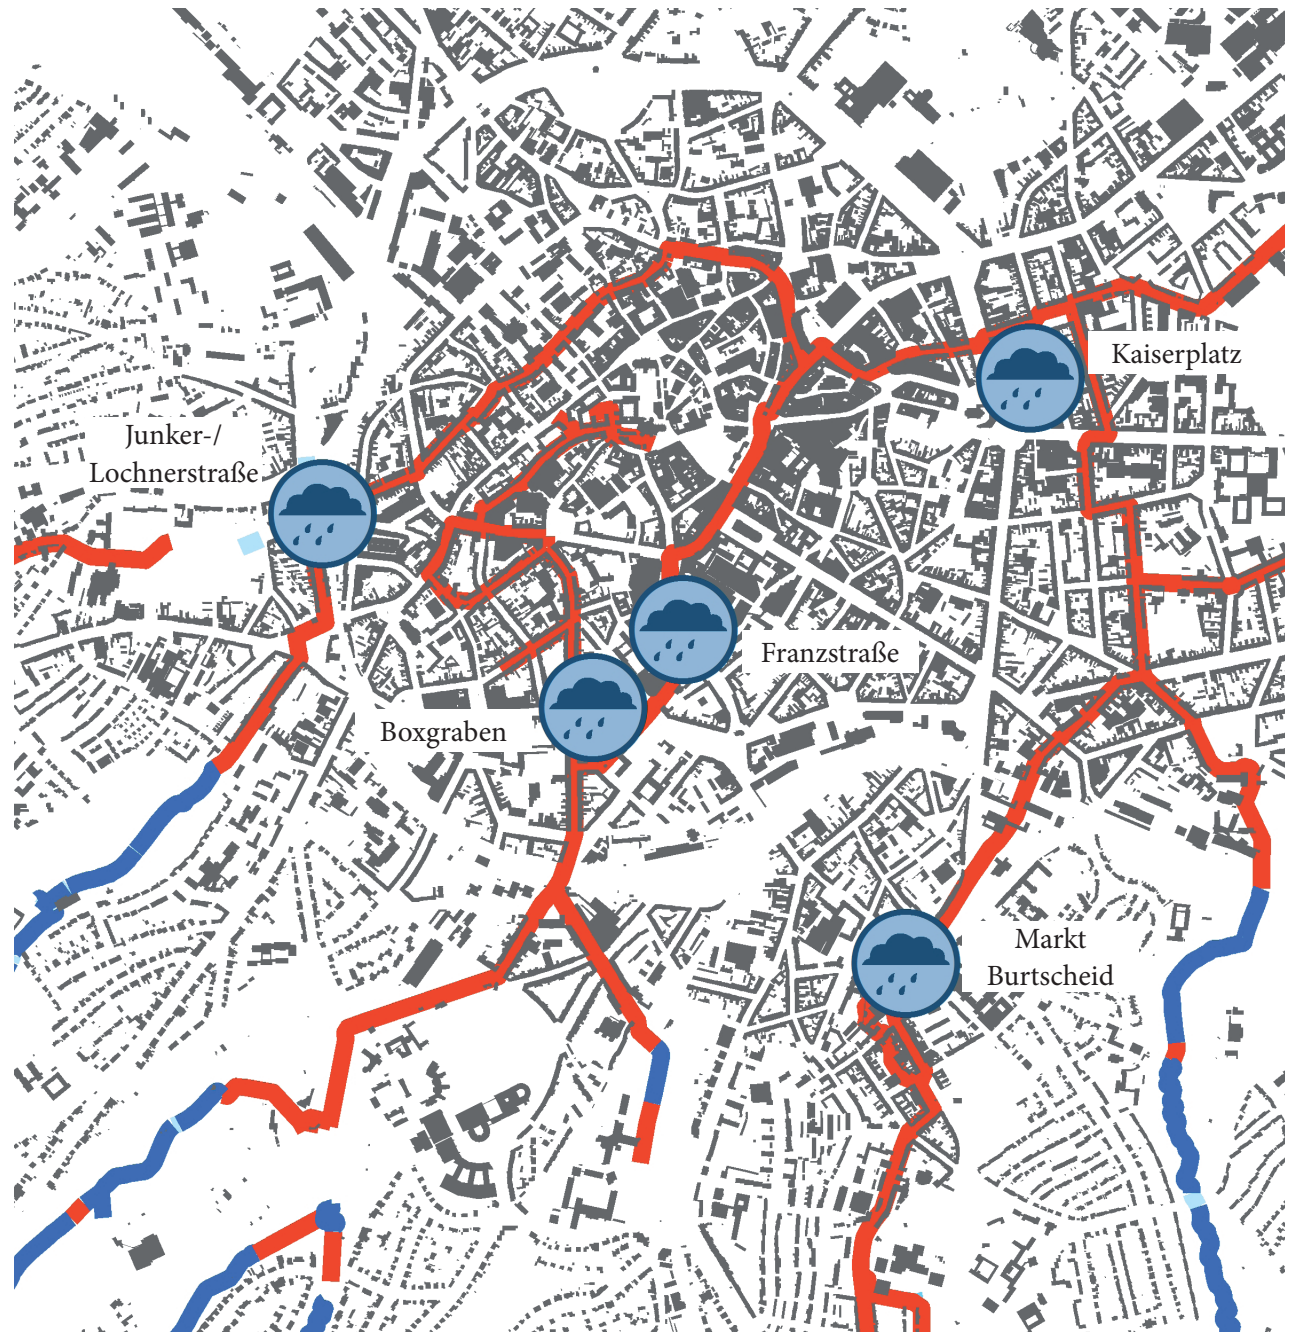 Kaiserplatz
Junker-/
Lochnerstraße
Franzstraße
Boxgraben
Markt
Burtscheid